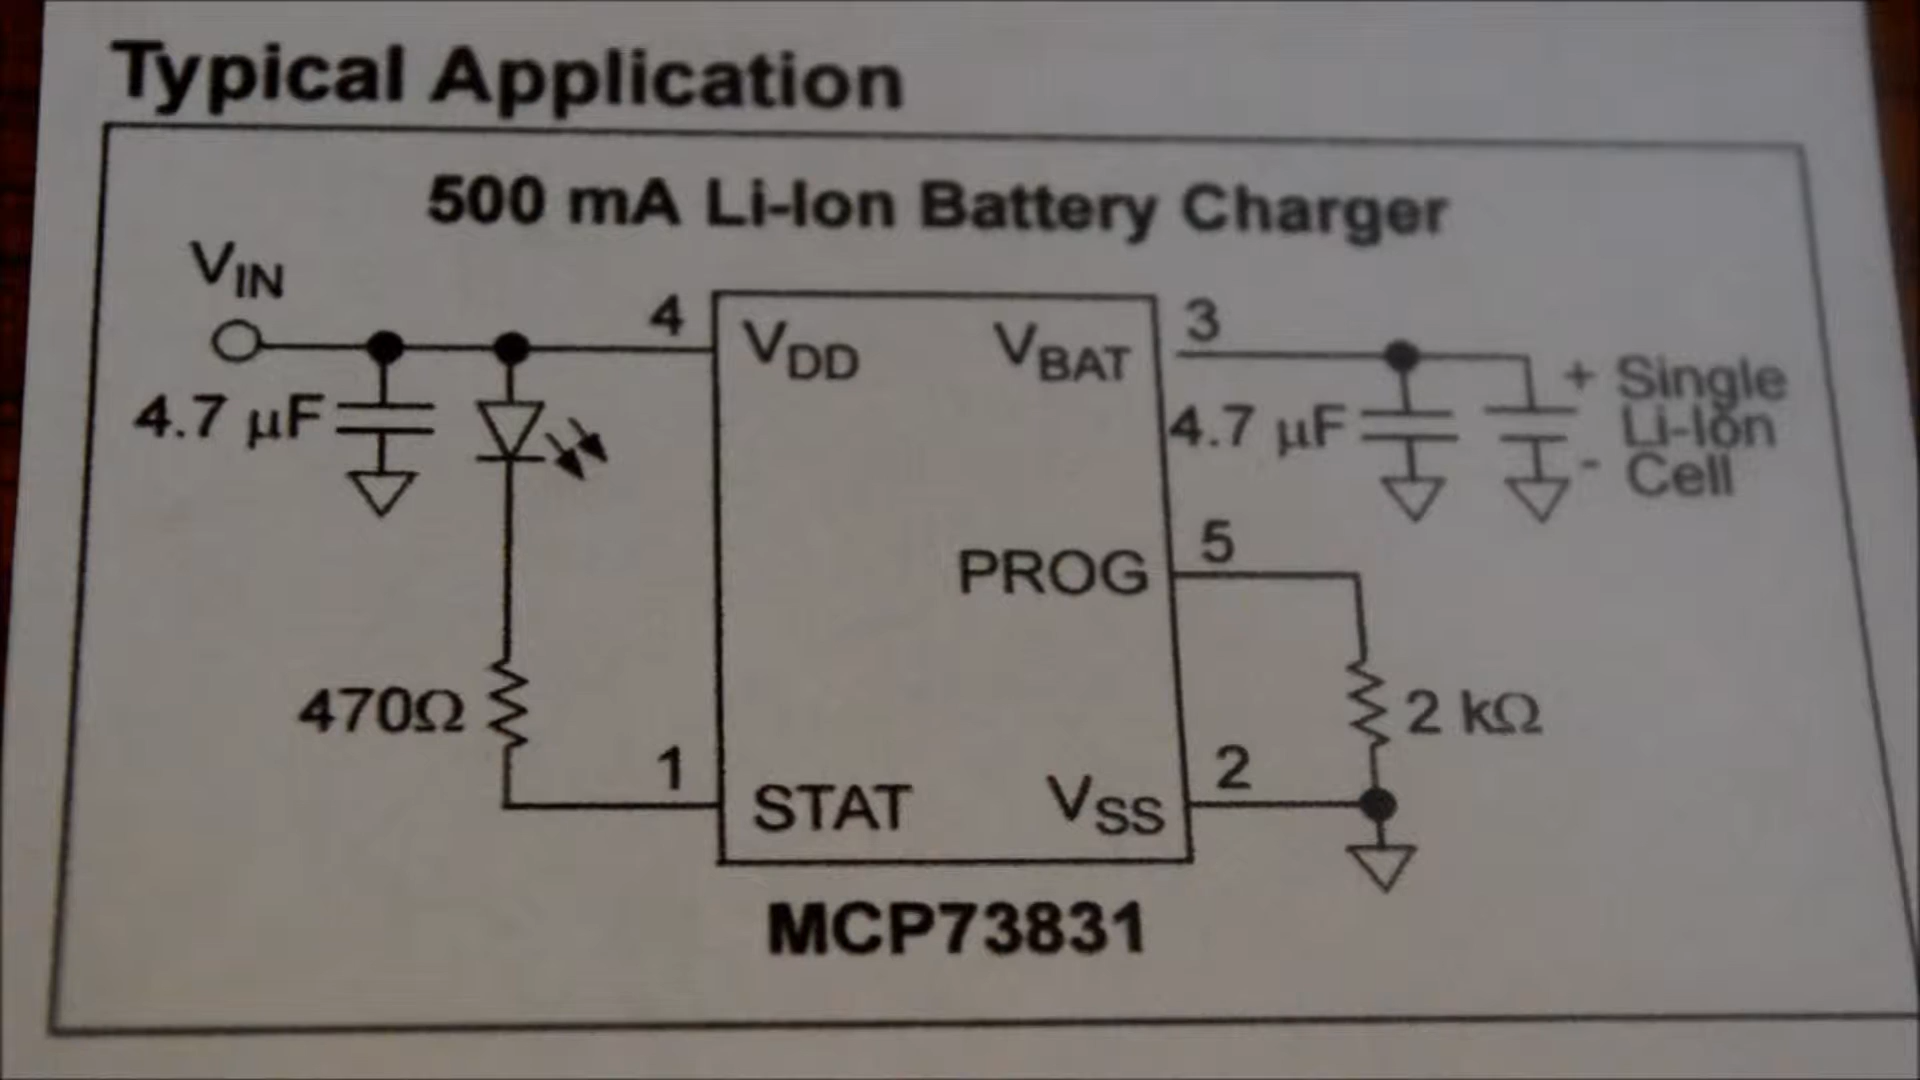 Typical Application
500 mA Li-Ion Battery Charger
VIN
4
VDD
VBAT
3
4.7 µF
4.7 µF
+ Single
Li-Ion
- Cell
PROG
5
470Ω
2 kΩ
1
STAT
VSS
2
MCP73831